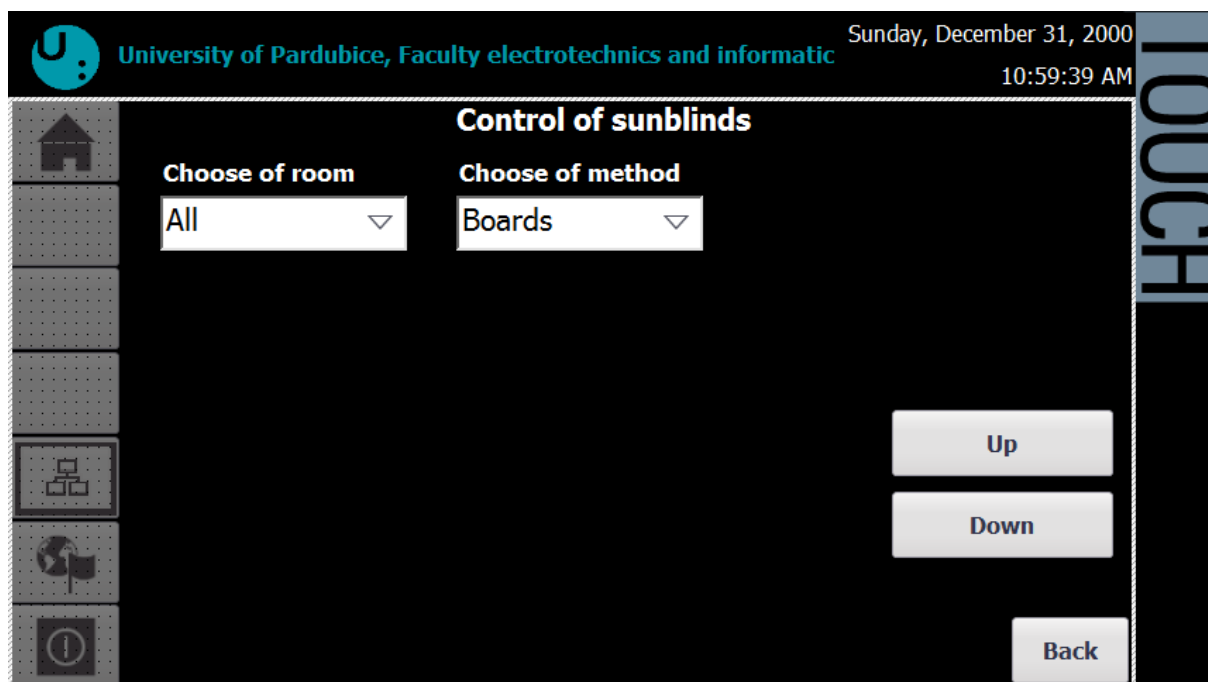 University of Pardubice, Faculty electrotechnics and informatic
Sunday, December 31, 2000
10:59:39 AM
TOUCH
Control of sunblinds
Choose of room
Choose of method
All
Boards
Up
Down
Back